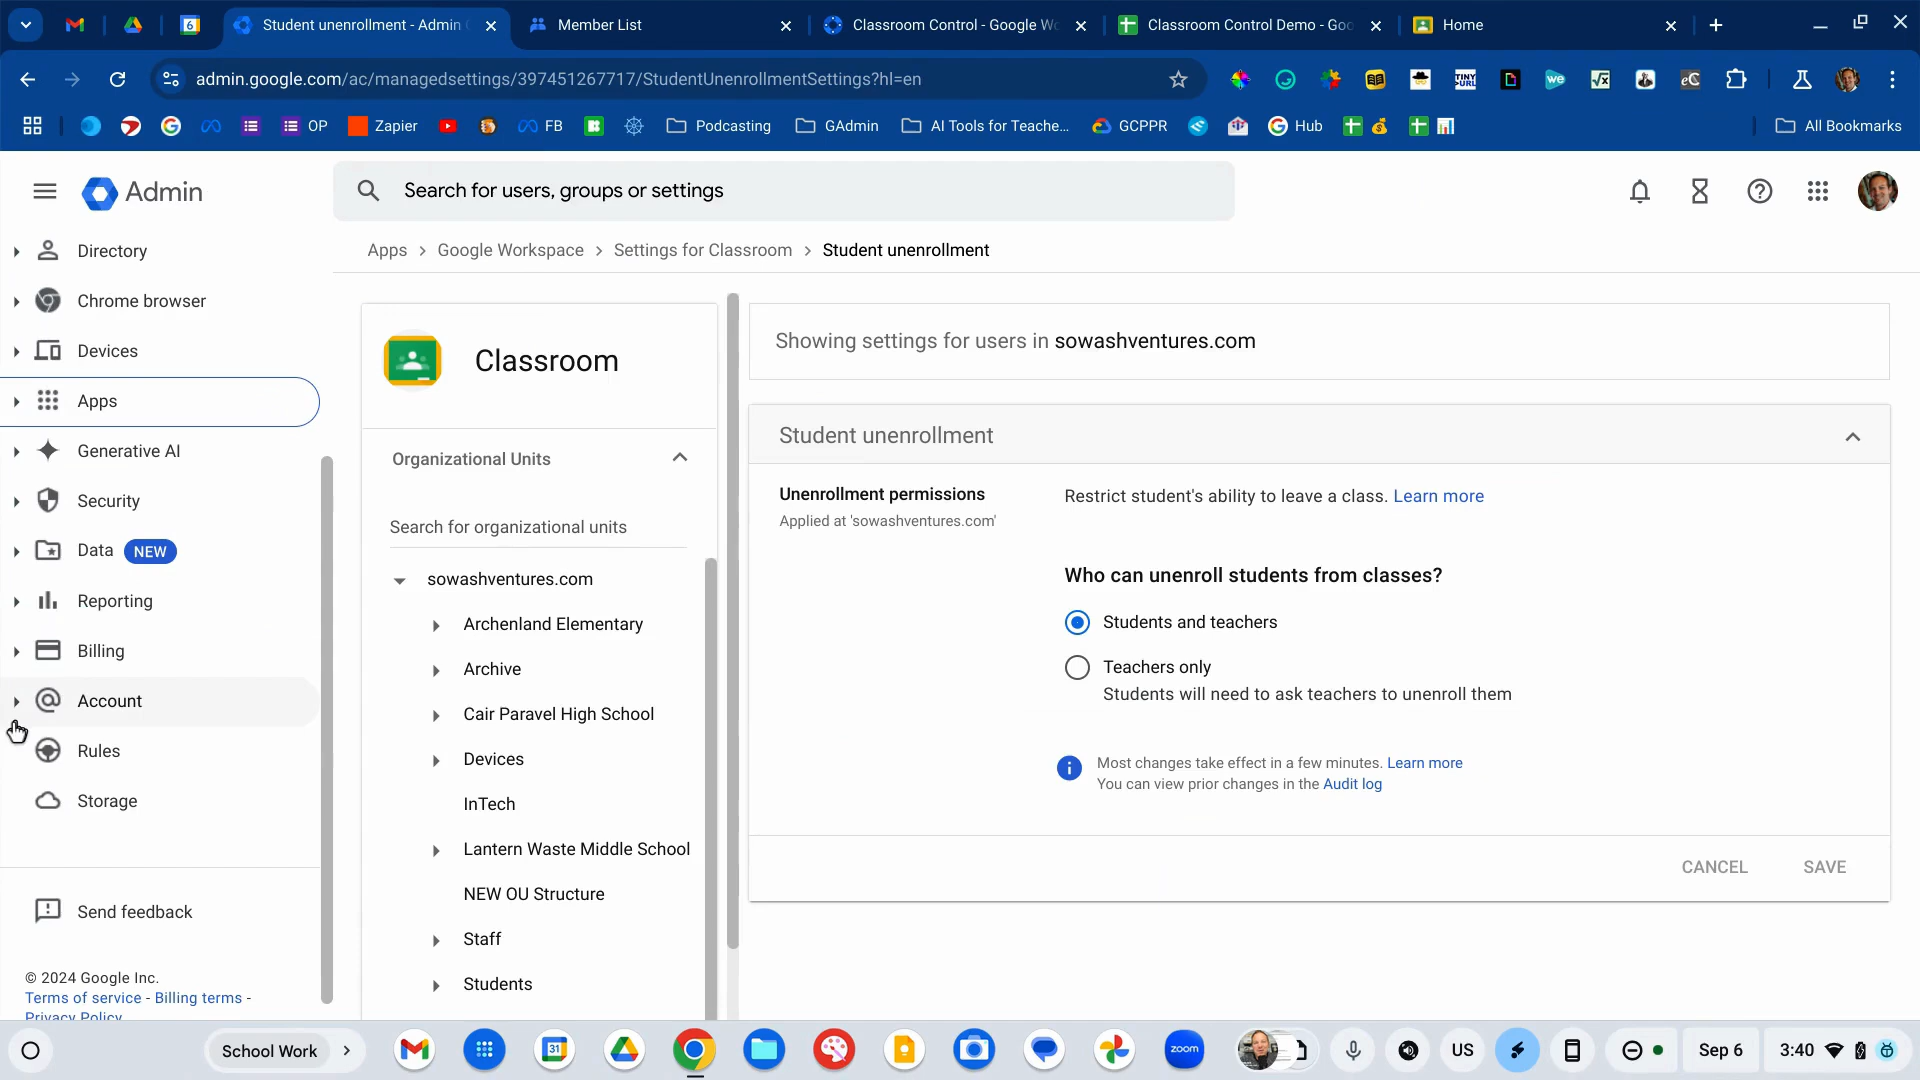 6
Student unenrollment - Admin C
Member List
Classroom Control - Google Wo
Classroom Control Demo - Goo
Home
admin.google.com/ac/managedsettings/397451267717/StudentUnenrollmentSettings?hl=en
TINY
URL
we
eC
OP
Zapier
FB
Podcasting
GAdmin
AI Tools for Teache...
GCPPR
Hub
All Bookmarks
Admin
Search for users, groups or settings
Directory
Chrome browser
Devices
Apps
Generative AI
Security
Data NEW
Reporting
Billing
Account
Rules
Storage
Send feedback
© 2024 Google Inc.
Terms of service - Billing terms -
Privacy Policy
Apps > Google Workspace > Settings for Classroom > Student unenrollment
Classroom
Organizational Units
Search for organizational units
sowashventures.com
Archenland Elementary
Archive
Cair Paravel High School
Devices
InTech
Lantern Waste Middle School
NEW OU Structure
Staff
Students
Showing settings for users in sowashventures.com
Student unenrollment
Unenrollment permissions
Applied at 'sowashventures.com'
Restrict student's ability to leave a class. Learn more
Who can unenroll students from classes?
Students and teachers
Teachers only
Students will need to ask teachers to unenroll them
Most changes take effect in a few minutes. Learn more
You can view prior changes in the Audit log
CANCEL
SAVE
School Work
31
zoom
US
Sep 6
3:40